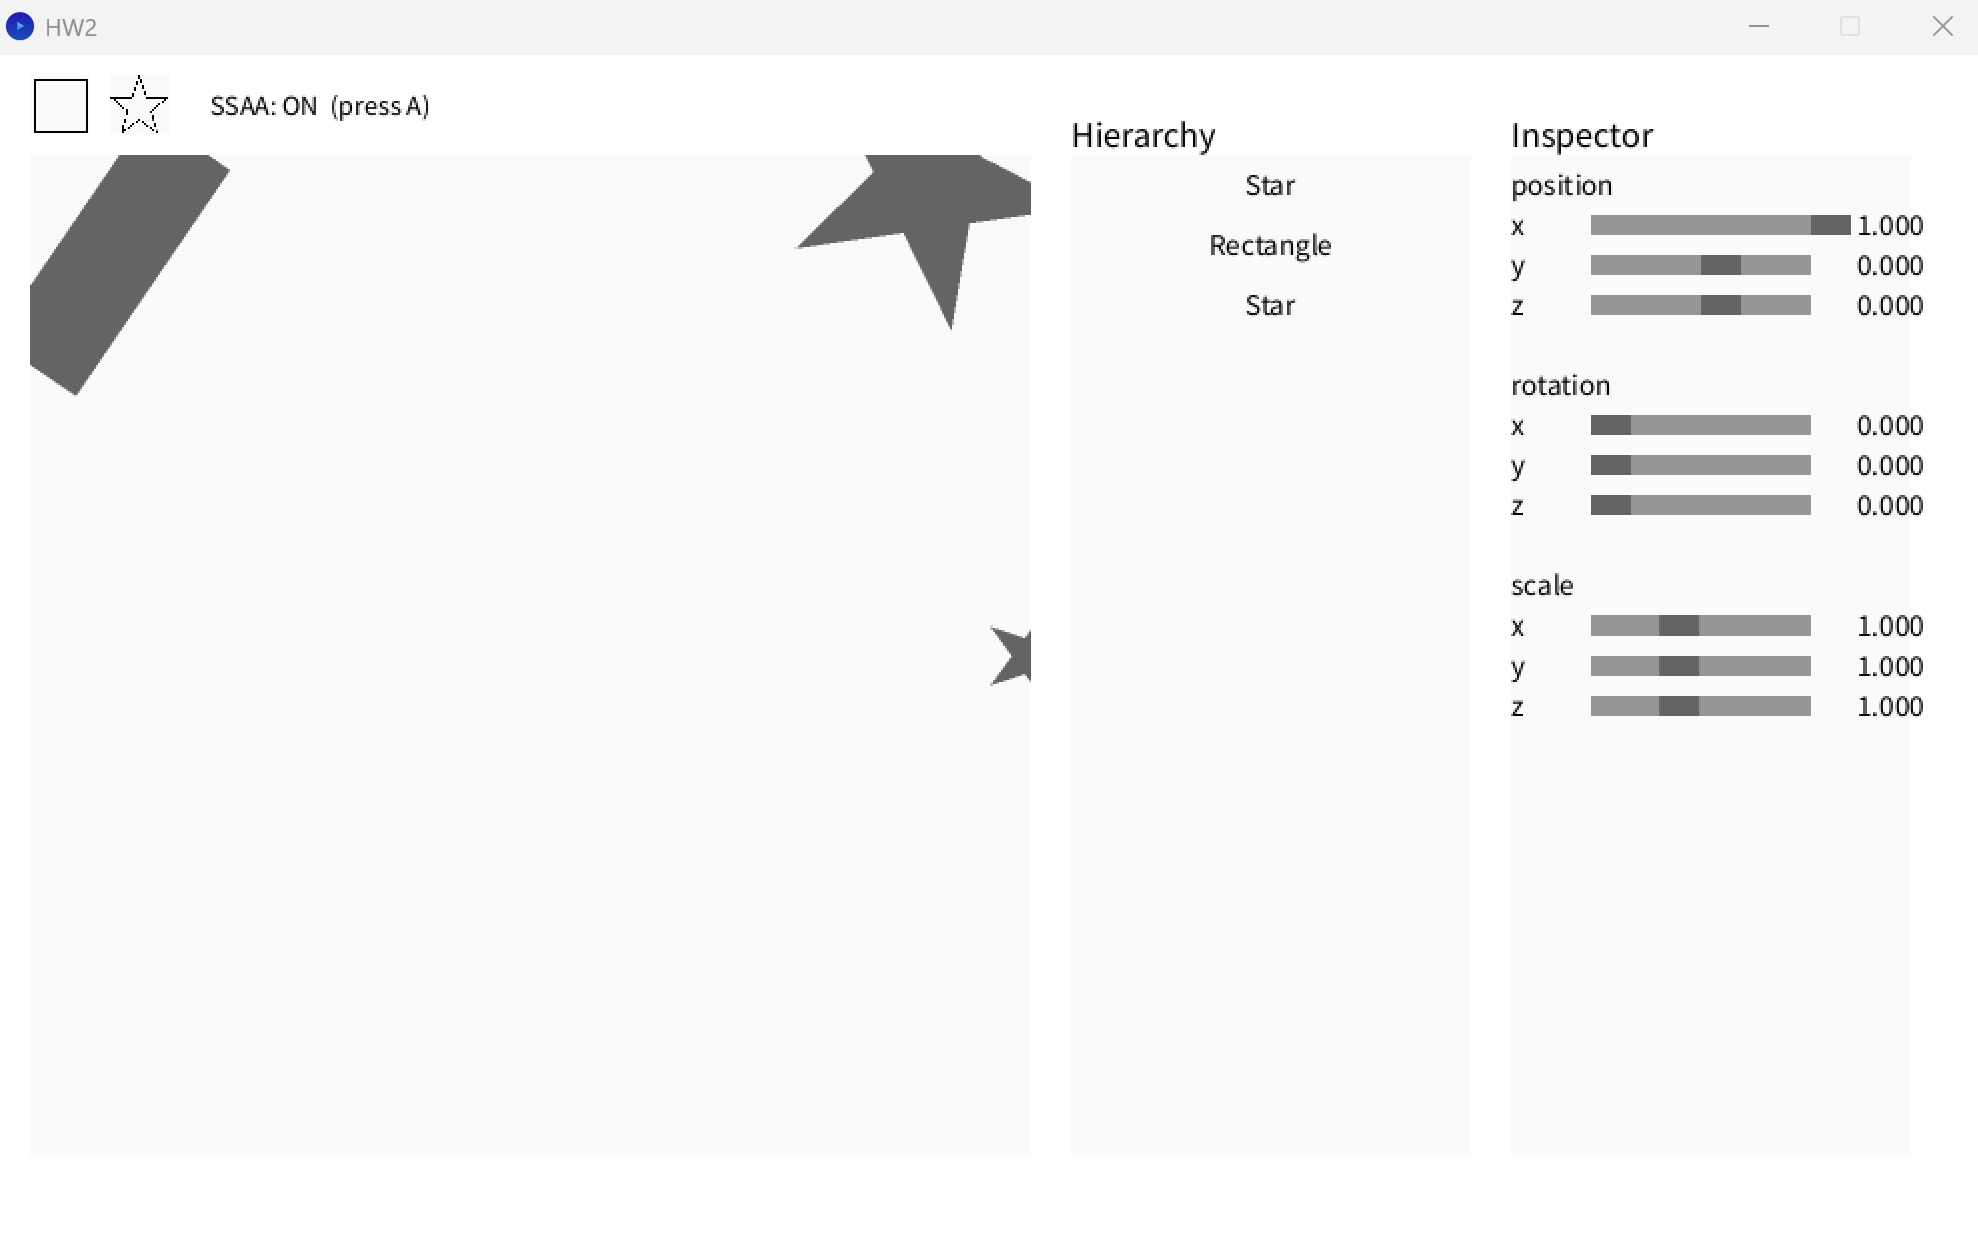 HW2
SSAA: ON (press A)
Hierarchy
Star
Rectangle
Star
Inspector
position
x 1.000
y 0.000
z 0.000
rotation
x 0.000
y 0.000
z 0.000
scale
x 1.000
y 1.000
z 1.000